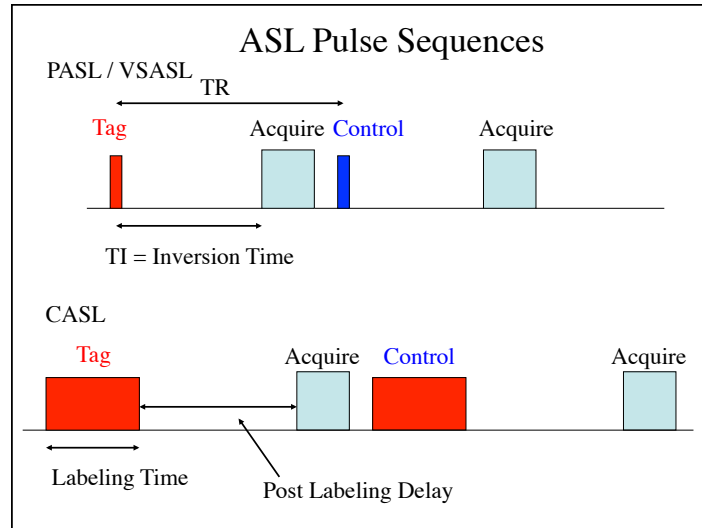 ASL Pulse Sequences
PASL / VSASL
TR
Tag
Acquire
Control
Acquire
TI = Inversion Time
CASL
Tag
Acquire
Control
Acquire
Labeling Time
Post Labeling Delay